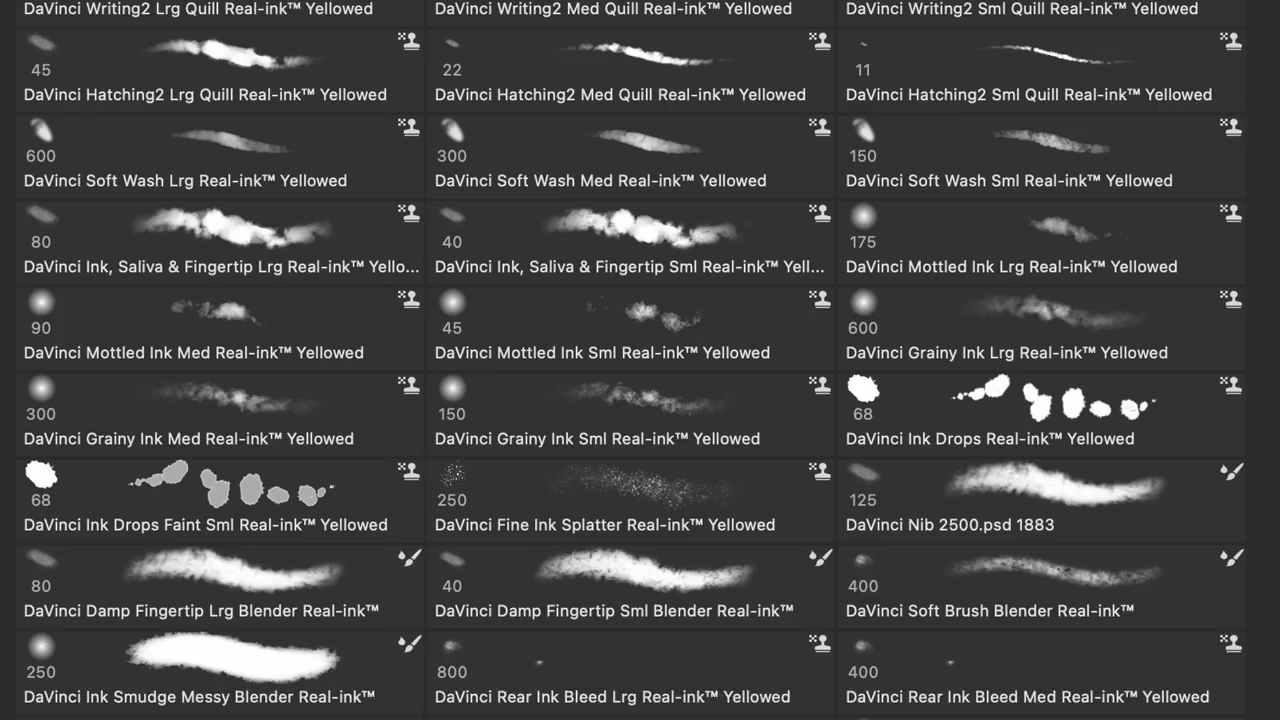 DaVinci Writing2 Lrg Quill Real-ink™ Yellowed
DaVinci Writing2 Med Quill Real-ink™ Yellowed
DaVinci Writing2 Sml Quill Real-ink™ Yellowed
45
22
11
DaVinci Hatching2 Lrg Quill Real-ink™ Yellowed
DaVinci Hatching2 Med Quill Real-ink™ Yellowed
DaVinci Hatching2 Sml Quill Real-ink™ Yellowed
600
300
150
DaVinci Soft Wash Lrg Real-ink™ Yellowed
DaVinci Soft Wash Med Real-ink™ Yellowed
DaVinci Soft Wash Sml Real-ink™ Yellowed
80
40
175
DaVinci Ink, Saliva & Fingertip Lrg Real-ink™ Yello...
DaVinci Ink, Saliva & Fingertip Sml Real-ink™ Yell...
DaVinci Mottled Ink Lrg Real-ink™ Yellowed
90
45
600
DaVinci Mottled Ink Med Real-ink™ Yellowed
DaVinci Mottled Ink Sml Real-ink™ Yellowed
DaVinci Grainy Ink Lrg Real-ink™ Yellowed
300
150
68
DaVinci Grainy Ink Med Real-ink™ Yellowed
DaVinci Grainy Ink Sml Real-ink™ Yellowed
DaVinci Ink Drops Real-ink™ Yellowed
68
250
125
DaVinci Ink Drops Faint Sml Real-ink™ Yellowed
DaVinci Fine Ink Splatter Real-ink™ Yellowed
DaVinci Nib 2500.psd 1883
80
40
400
DaVinci Damp Fingertip Lrg Blender Real-ink™
DaVinci Damp Fingertip Sml Blender Real-ink™
DaVinci Soft Brush Blender Real-ink™
250
800
400
DaVinci Ink Smudge Messy Blender Real-ink™
DaVinci Rear Ink Bleed Lrg Real-ink™ Yellowed
DaVinci Rear Ink Bleed Med Real-ink™ Yellowed